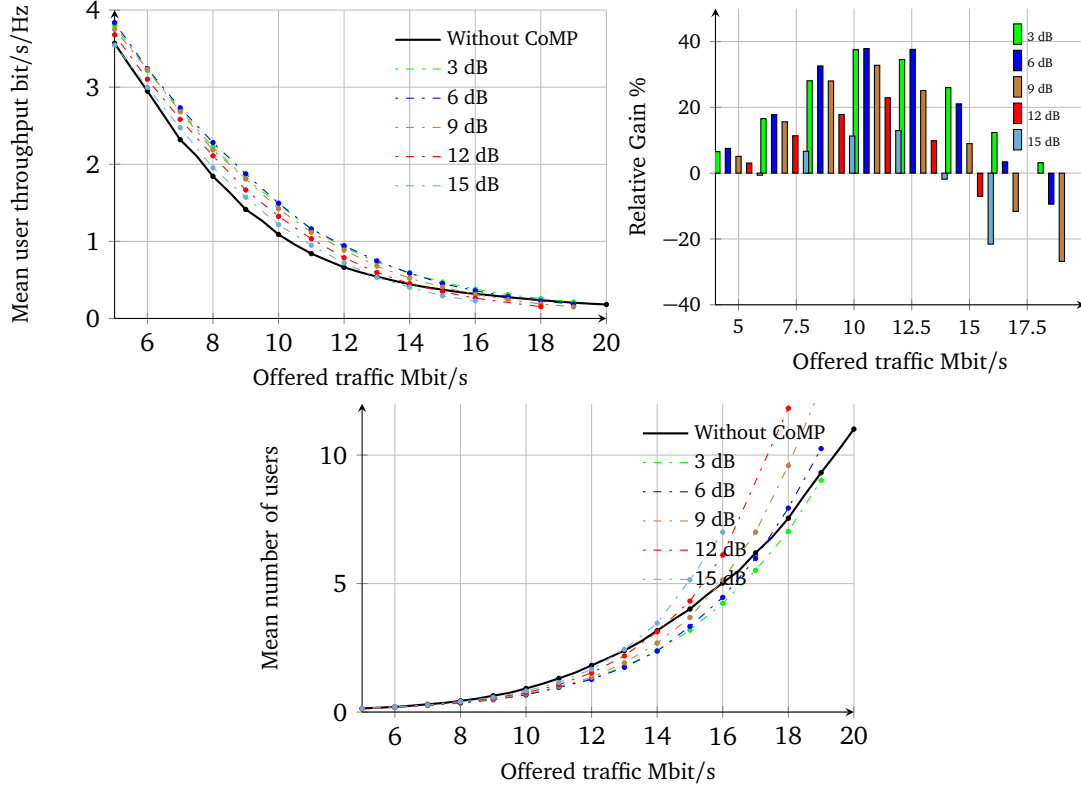 Mean user throughput bit/s/Hz
4
3
2
1
0
6 8 10 12 14 16 18 20
Offered traffic Mbit/s
Without CoMP
3 dB
6 dB
9 dB
12 dB
15 dB
Relative Gain %
40
20
0
−20
−40
5 7.5 10 12.5 15 17.5
Offered traffic Mbit/s
3 dB
6 dB
9 dB
12 dB
15 dB
Mean number of users
10
5
0
6 8 10 12 14 16 18 20
Offered traffic Mbit/s
Without CoMP
3 dB
6 dB
9 dB
12 dB
15 dB